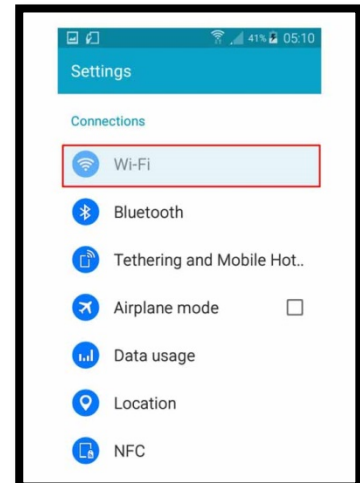 41% 05:10
Settings
Connections
Wi-Fi
Bluetooth
Tethering and Mobile Hot..
Airplane mode
Data usage
Location
NFC